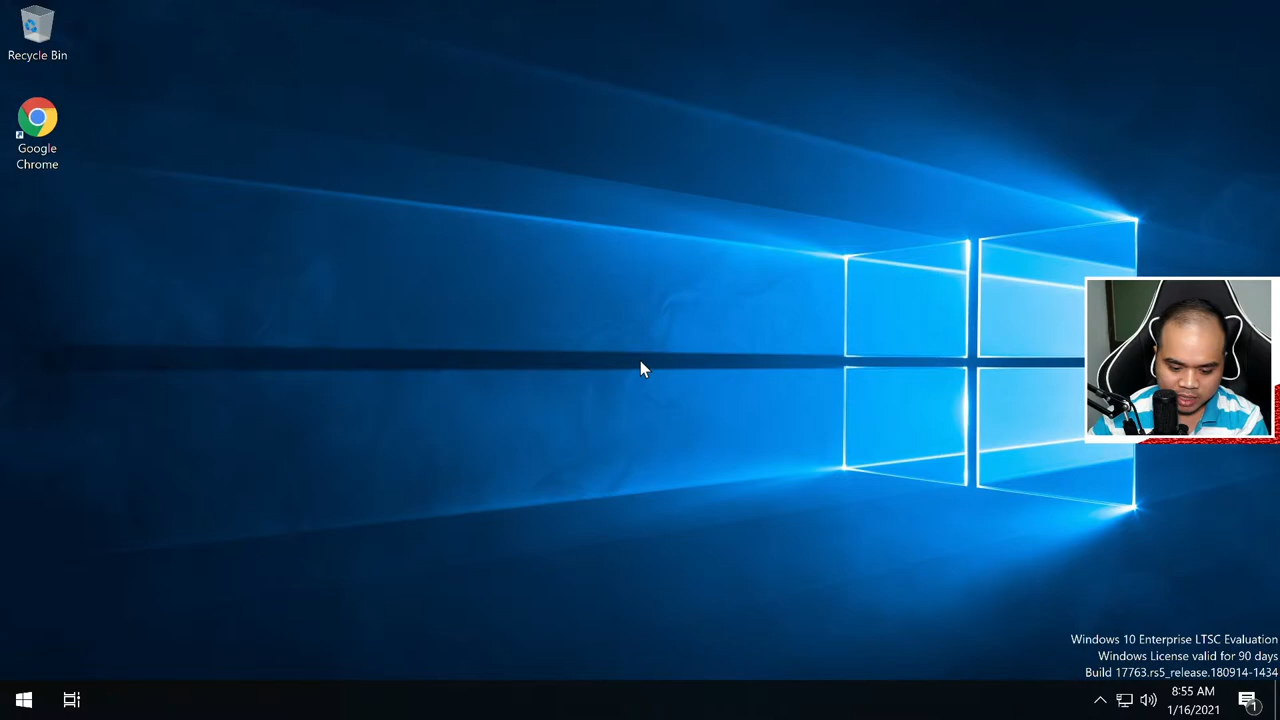 Recycle Bin
Google
Chrome
Windows 10 Enterprise LTSC Evaluation
Windows License valid for 90 days
Build 17763.rs5_release.180914-1434
8:55 AM
1/16/2021
1